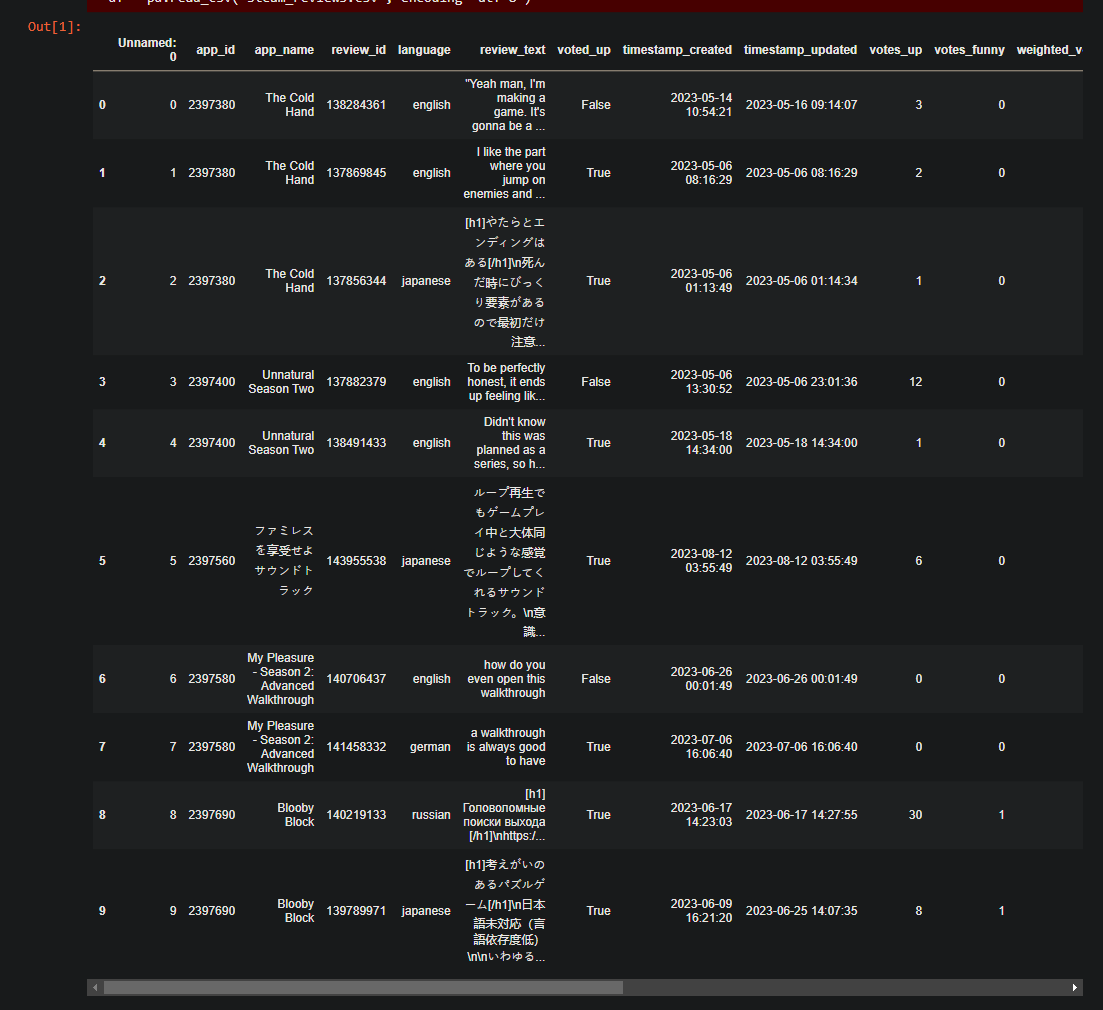 Out[1]:
Unnamed: 0 app_id app_name review_id language review_text voted_up timestamp_created timestamp_updated votes_up votes_funny weighted_v
0 0 2397380 The Cold Hand 138284361 english "Yeah man, I'm making a game. It's gonna be a ... False 2023-05-14 10:54:21 2023-05-16 09:14:07 3 0
1 1 2397380 The Cold Hand 137869845 english I like the part where you jump on enemies and ... True 2023-05-06 08:16:29 2023-05-06 08:16:29 2 0
2 2 2397380 The Cold Hand 137856344 japanese [h1]やたらとエンディングはある[/h1]\n死んだ時にびっくり要素があるので最初だけ注意... True 2023-05-06 01:13:49 2023-05-06 01:14:34 1 0
3 3 2397400 Unnatural Season Two 137882379 english To be perfectly honest, it ends up feeling lik... False 2023-05-06 13:30:52 2023-05-06 23:01:36 12 0
4 4 2397400 Unnatural Season Two 138491433 english Didn't know this was planned as a series, so h... True 2023-05-18 14:34:00 2023-05-18 14:34:00 1 0
5 5 2397560 ファミレスを享受せよ サウンドトラック 143955538 japanese ループ再生でもゲームプレイ中と大体同じような感覚でループしてくれるサウンドトラック。\n意識... True 2023-08-12 03:55:49 2023-08-12 03:55:49 6 0
6 6 2397580 My Pleasure - Season 2: Advanced Walkthrough 140706437 english how do you even open this walkthrough False 2023-06-26 00:01:49 2023-06-26 00:01:49 0 0
7 7 2397580 My Pleasure - Season 2: Advanced Walkthrough 141458332 german a walkthrough is always good to have True 2023-07-06 16:06:40 2023-07-06 16:06:40 0 0
8 8 2397690 Blooby Block 140219133 russian [h1] Головоломные поиски выхода [/h1]\nhttps:/... True 2023-06-17 14:23:03 2023-06-17 14:27:55 30 1
9 9 2397690 Blooby Block 139789971 japanese [h1]考えがいのあるパズルゲーム[/h1]\n日本語未対応（言語依存度低）\n\nいわゆる... True 2023-06-09 16:21:20 2023-06-25 14:07:35 8 1